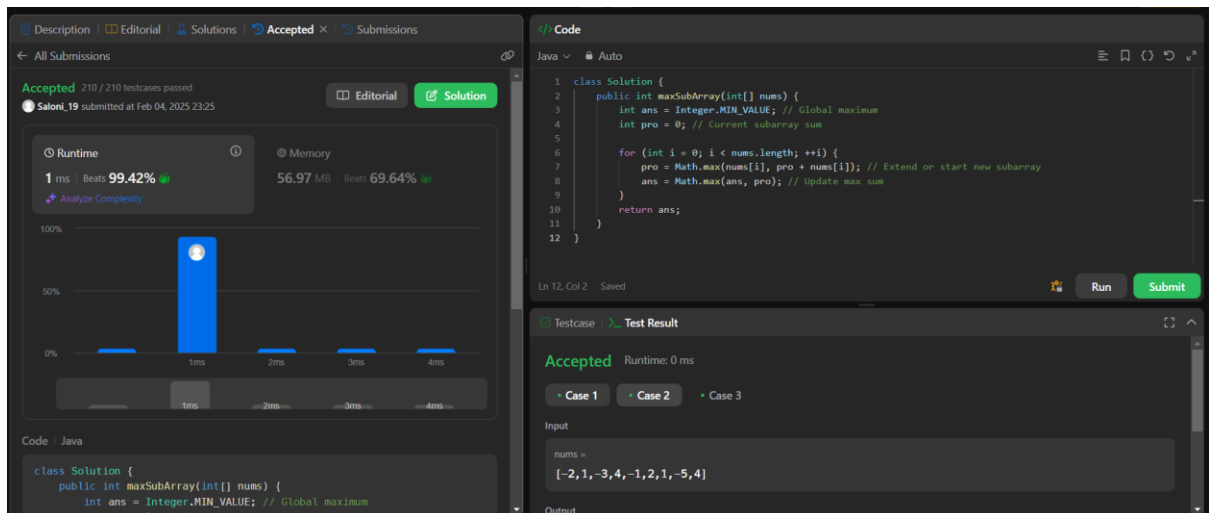 Description | Editorial | Solutions | Accepted × | Submissions
← All Submissions
Accepted 210 / 210 testcases passed
Saloni_19 submitted at Feb 04, 2025 23:25
Editorial
Solution
Runtime
1 ms | Beats 99.42%
Analyze Complexity
Memory
56.97 MB | Beats 69.64%
100%
50%
0%
1ms 2ms 3ms 4ms
1ms 2ms 3ms 4ms
Code | Java
class Solution {
public int maxSubArray(int[] nums) {
int ans = Integer.MIN_VALUE; // Global maximum
</> Code
Java Auto
1 class Solution {
2 public int maxSubArray(int[] nums) {
3 int ans = Integer.MIN_VALUE; // Global maximum
4 int pro = 0; // Current subarray sum
5
6 for (int i = 0; i < nums.length; ++i) {
7 pro = Math.max(nums[i], pro + nums[i]); // Extend or start new subarray
8 ans = Math.max(ans, pro); // Update max sum
9 }
10 return ans;
11 }
12 }
Ln 12, Col 2 | Saved
Run
Submit
Testcase | >_ Test Result
Accepted Runtime: 0 ms
• Case 1 • Case 2 • Case 3
Input
nums =
[-2,1,-3,4,-1,2,1,-5,4]
Output